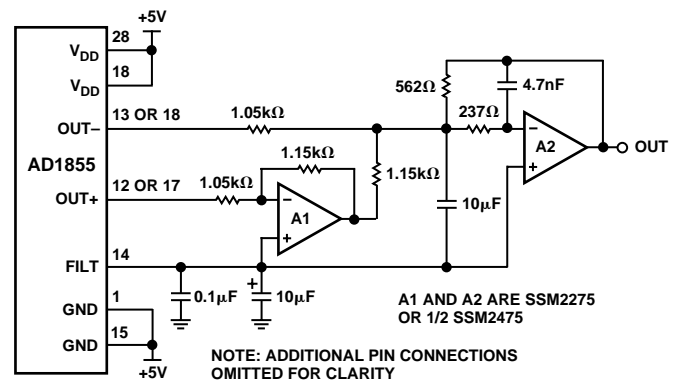 +5V
28
V_DD
18
V_DD
13 OR 18
OUT–
1.05kΩ
562Ω
4.7nF
237Ω
A2
OUT
AD1855
1.15kΩ
12 OR 17
1.05kΩ
OUT+
1.15kΩ
A1
10μF
14
FILT
0.1μF
10μF
A1 AND A2 ARE SSM2275
OR 1/2 SSM2475
1
GND
15
GND
+5V
NOTE: ADDITIONAL PIN CONNECTIONS
OMITTED FOR CLARITY